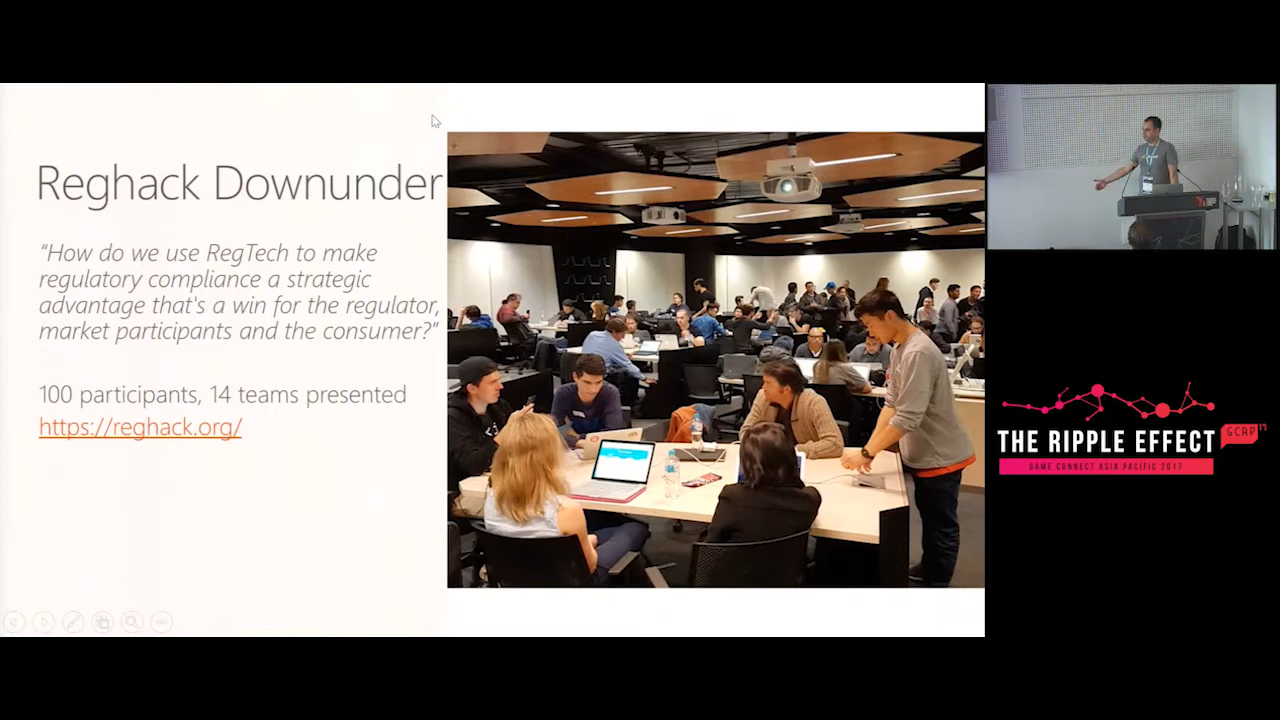 Reghack Downunder
“How do we use RegTech to make
regulatory compliance a strategic
advantage that's a win for the regulator,
market participants and the consumer?”
100 participants, 14 teams presented
https://reghack.org/
THE RIPPLE EFFECT
GCAP17
GAME CONNECT ASIA PACIFIC 2017